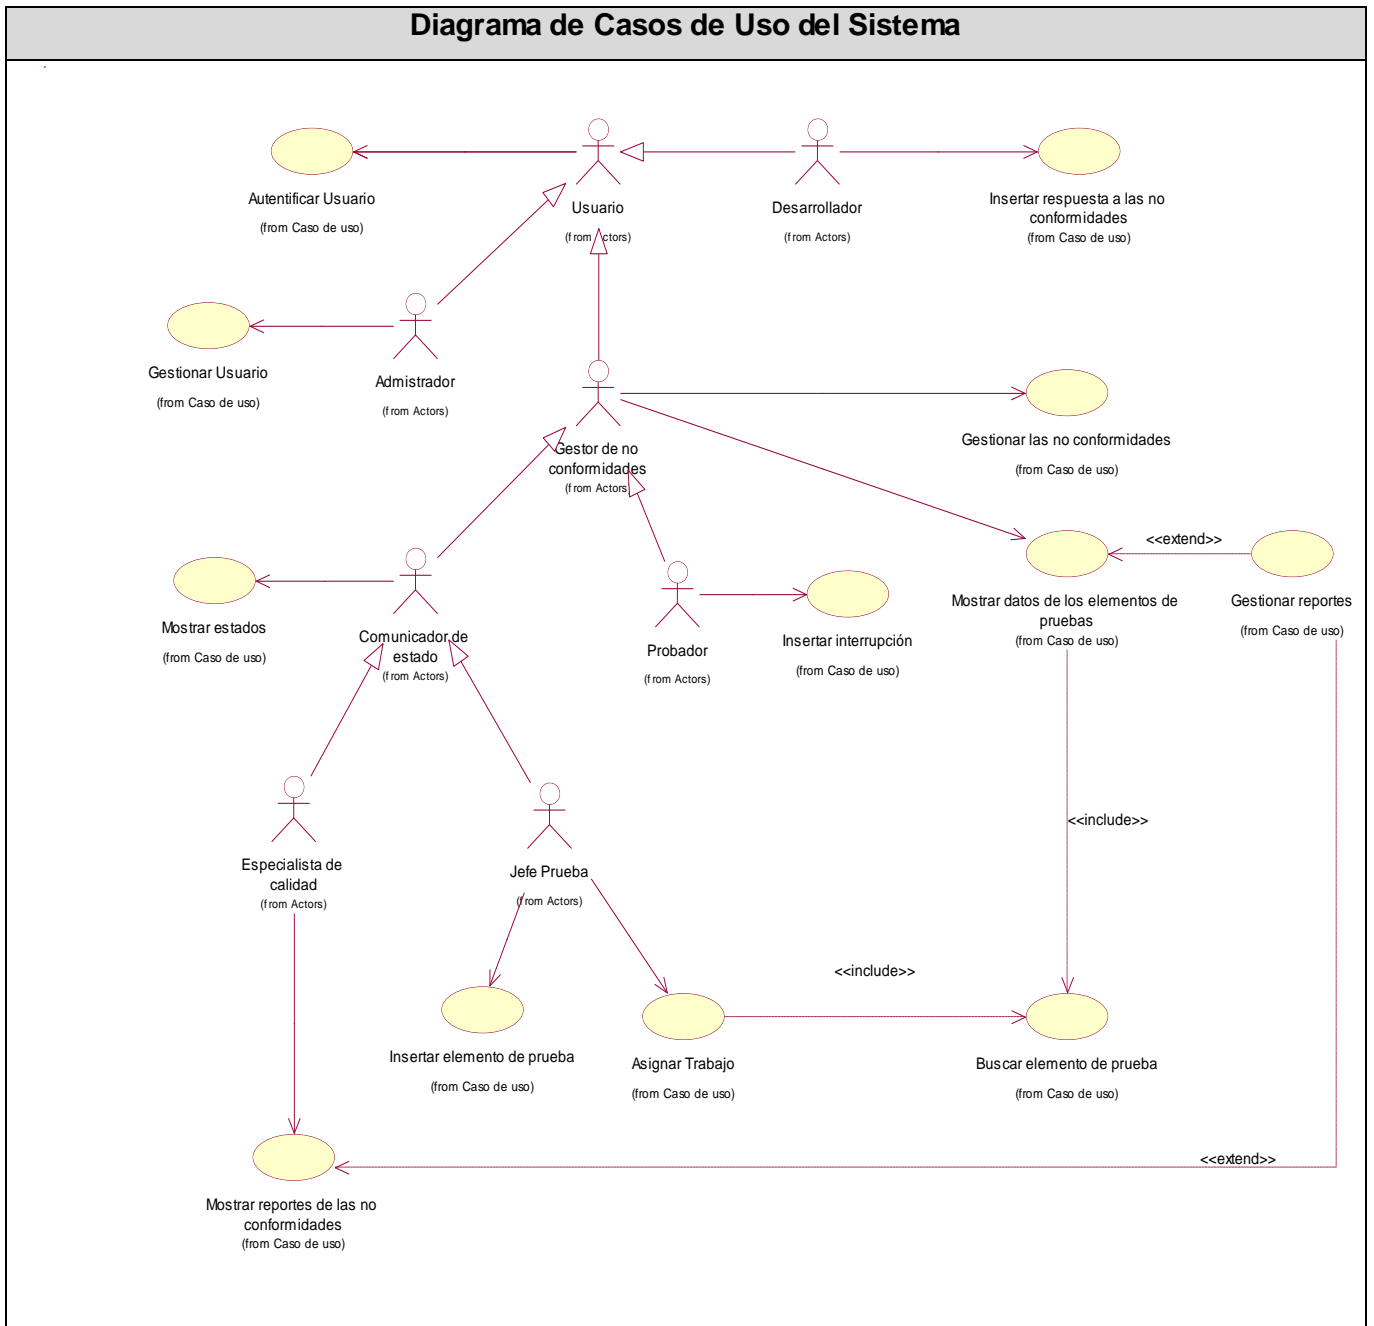 Diagrama de Casos de Uso del Sistema
Autentificar Usuario
(from Caso de uso)
Usuario
(from Actors)
Desarrollador
(from Actors)
Insertar respuesta a las no
conformidades
(from Caso de uso)
Gestionar Usuario
(from Caso de uso)
Admistrador
(from Actors)
Gestor de no
conformidades
(from Actors)
Gestionar las no conformidades
(from Caso de uso)
<<extend>>
Mostrar estados
(from Caso de uso)
Comunicador de
estado
(from Actors)
Probador
(from Actors)
Insertar interrupción
(from Caso de uso)
Mostrar datos de los elementos de
pruebas
(from Caso de uso)
Gestionar reportes
(from Caso de uso)
<<include>>
Especialista de
calidad
(from Actors)
Jefe Prueba
(from Actors)
<<include>>
Insertar elemento de prueba
(from Caso de uso)
Asignar Trabajo
(from Caso de uso)
Buscar elemento de prueba
(from Caso de uso)
<<extend>>
Mostrar reportes de las no
conformidades
(from Caso de uso)